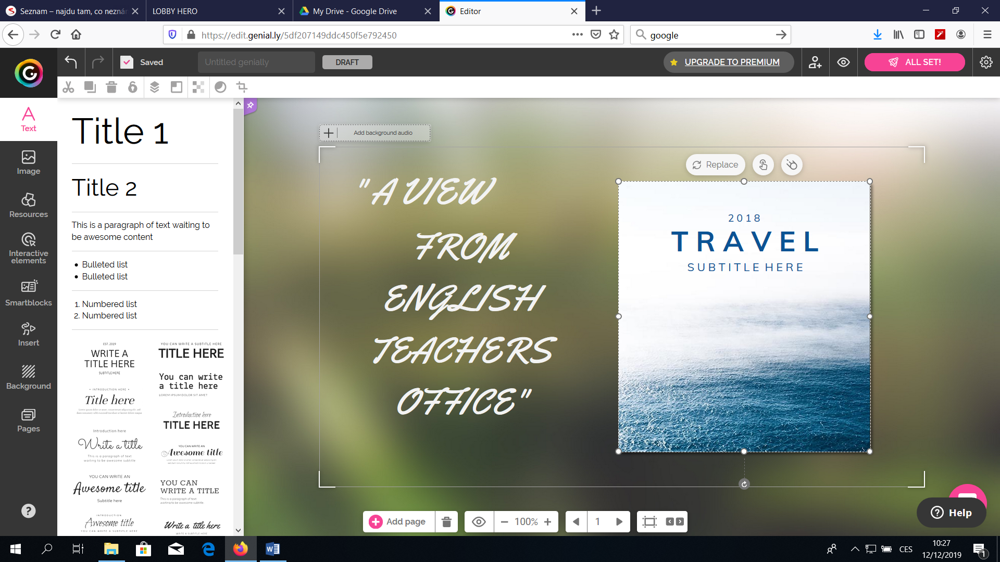 Seznam – najdu tam, co nezná
LOBBY HERO
My Drive - Google Drive
Editor
https://edit.genial.ly/5df207149ddc450f5e792450
google
Saved
Untitled genially
DRAFT
UPGRADE TO PREMIUM
ALL SET!
Text
Image
Resources
Interactive
elements
Smartblocks
Insert
Background
Pages
?
Title 1
Title 2
This is a paragraph of text waiting to
be awesome content
• Bulleted list
• Bulleted list
1. Numbered list
2. Numbered list
EST. 2019
WRITE A
TITLE HERE
SUBTITLE HERE
YOU CAN WRITE A SUBTITLE HERE
TITLE HERE
You can write
a title here
LOREM IPSUM DOLOR SIT AMET
• INTRODUCTION HERE •
Title here
Introduction here
TITLE HERE
Introduction here
Write a title
This is a paragraph of text
waiting to be awesome subtitle
YOU CAN WRITE AN
Awesome title
YOU CAN WRITE AN
Awesome title
Subtitle here
YOU CAN
WRITE A TITLE
This is a paragraph of text
waiting to be awesome subtitle.
INTRODUCTION
Awesome title
YOU CAN WRITE A SUBTITLE HERE
Write a title here
WRITE A SUBTITLE HERE
Add background audio
" A VIEW
FROM
ENGLISH
TEACHERS
OFFICE"
Replace
2018
TRAVEL
SUBTITLE HERE
Add page
100%
1
Help
CES
10:27
12/12/2019
1